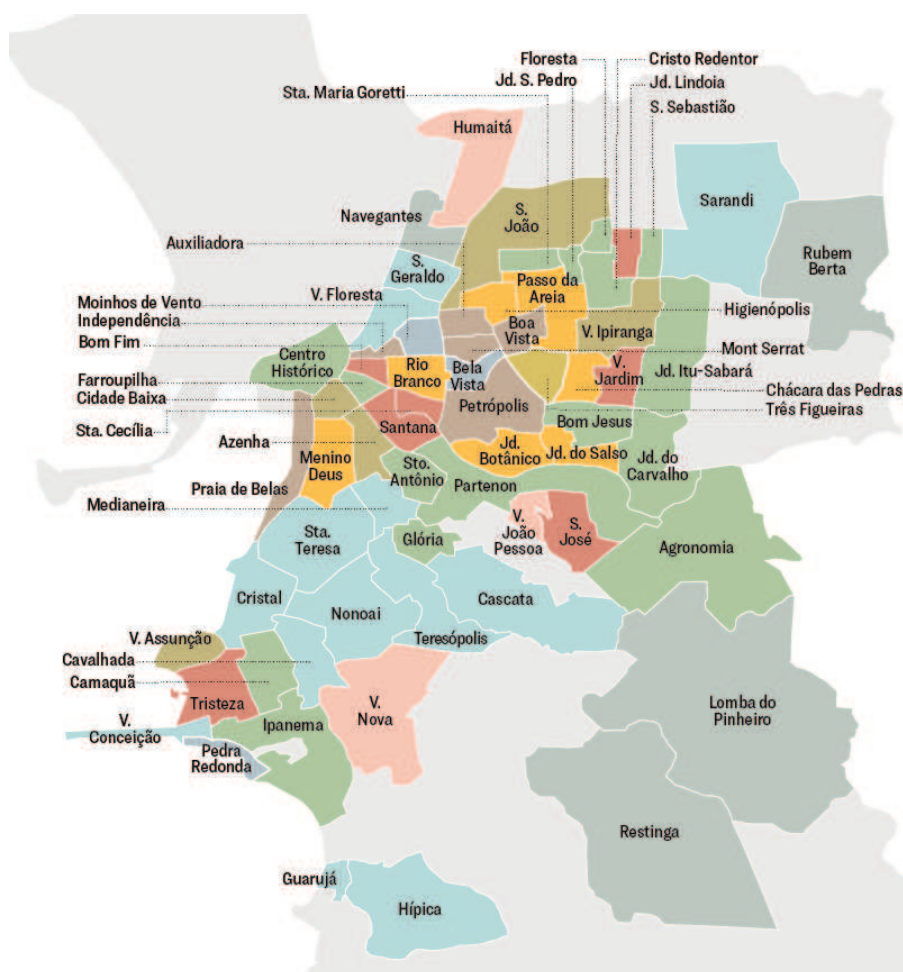 Floresta
Cristo Redentor
Jd. S. Pedro
Jd. Lindoia
Sta. Maria Goretti
S. Sebastião
Humaitá
Sarandi
Navegantes
S.
João
Auxiliadora
Rubem
Berta
S.
Geraldo
Passo da
Areia
V. Floresta
Moinhos de Vento
Higienópolis
Independência
Boa
Vista
V. Ipiranga
Bom Fim
Mont Serrat
Centro
Histórico
Rio
Branco
Bela
Vista
V.
Jardim
Jd. Itu-Sabará
Farroupilha
Chácara das Pedras
Cidade Baixa
Petrópolis
Três Figueiras
Sta. Cecília
Santana
Bom Jesus
Azenha
Jd.
Botânico
Jd. do Salso
Menino
Deus
Sto.
Antônio
Jd. do
Carvalho
Praia de Belas
Partenon
Medianeira
Sta.
Teresa
Glória
V.
João
Pessoa
S.
José
Agronomia
Cristal
Nonoai
Cascata
Teresópolis
V. Assunção
Cavalhada
Camaquã
Tristeza
V.
Nova
Lomba do
Pinheiro
V.
Conceição
Ipanema
Pedra
Redonda
Restinga
Guarujá
Hípica